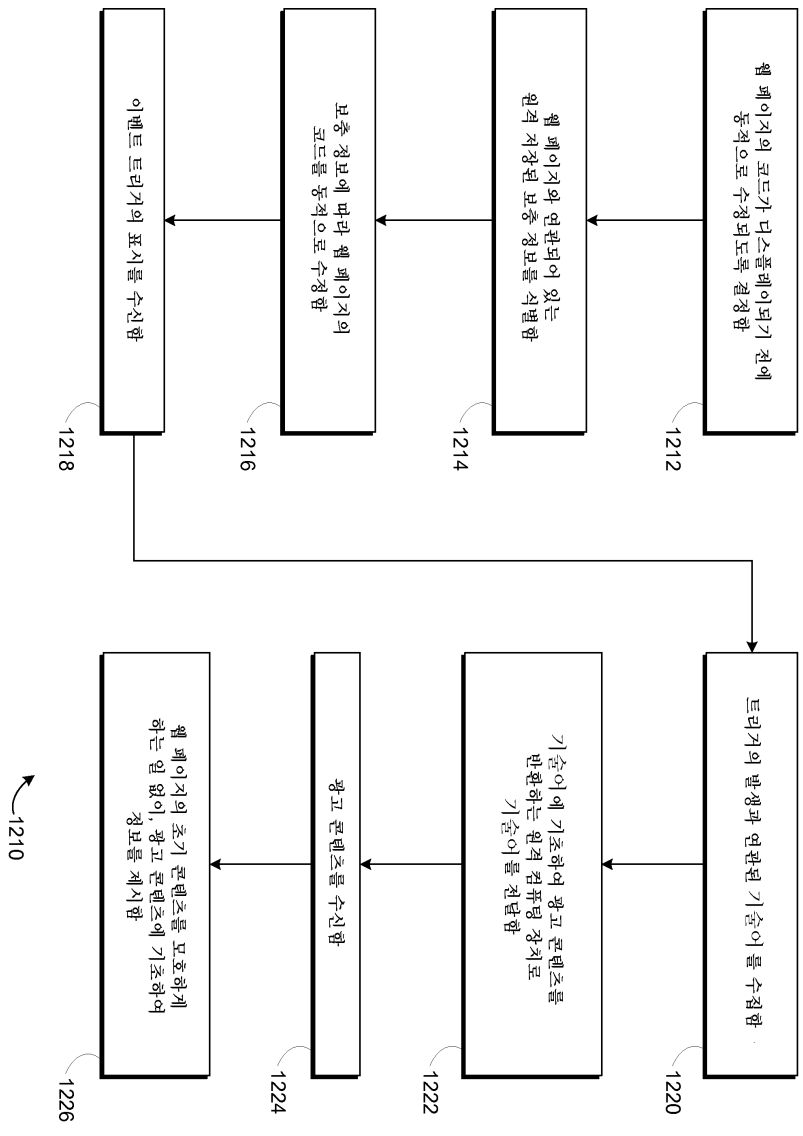 웹 페이지의 코드가 디스플레이되기 전에
동적으로 수정되도록 결정함
1212
웹 페이지와 연관되어 있는
원격 저장된 보충 정보를 식별함
1214
보충 정보에 따라 웹 페이지의
코드를 동적으로 수정함
1216
이벤트 트리거의 표시를 수신함
1218
트리거의 발생과 연관된 기술어를 수집함
1220
기술어에 기초하여 광고 콘텐츠를
반환하는 원격 컴퓨팅 장치로
기술어를 전달함
1222
광고 콘텐츠를 수신함
1224
웹 페이지의 초기 콘텐츠를 모호하게
하는 일 없이, 광고 콘텐츠에 기초하여
정보를 제시함
1226
1210